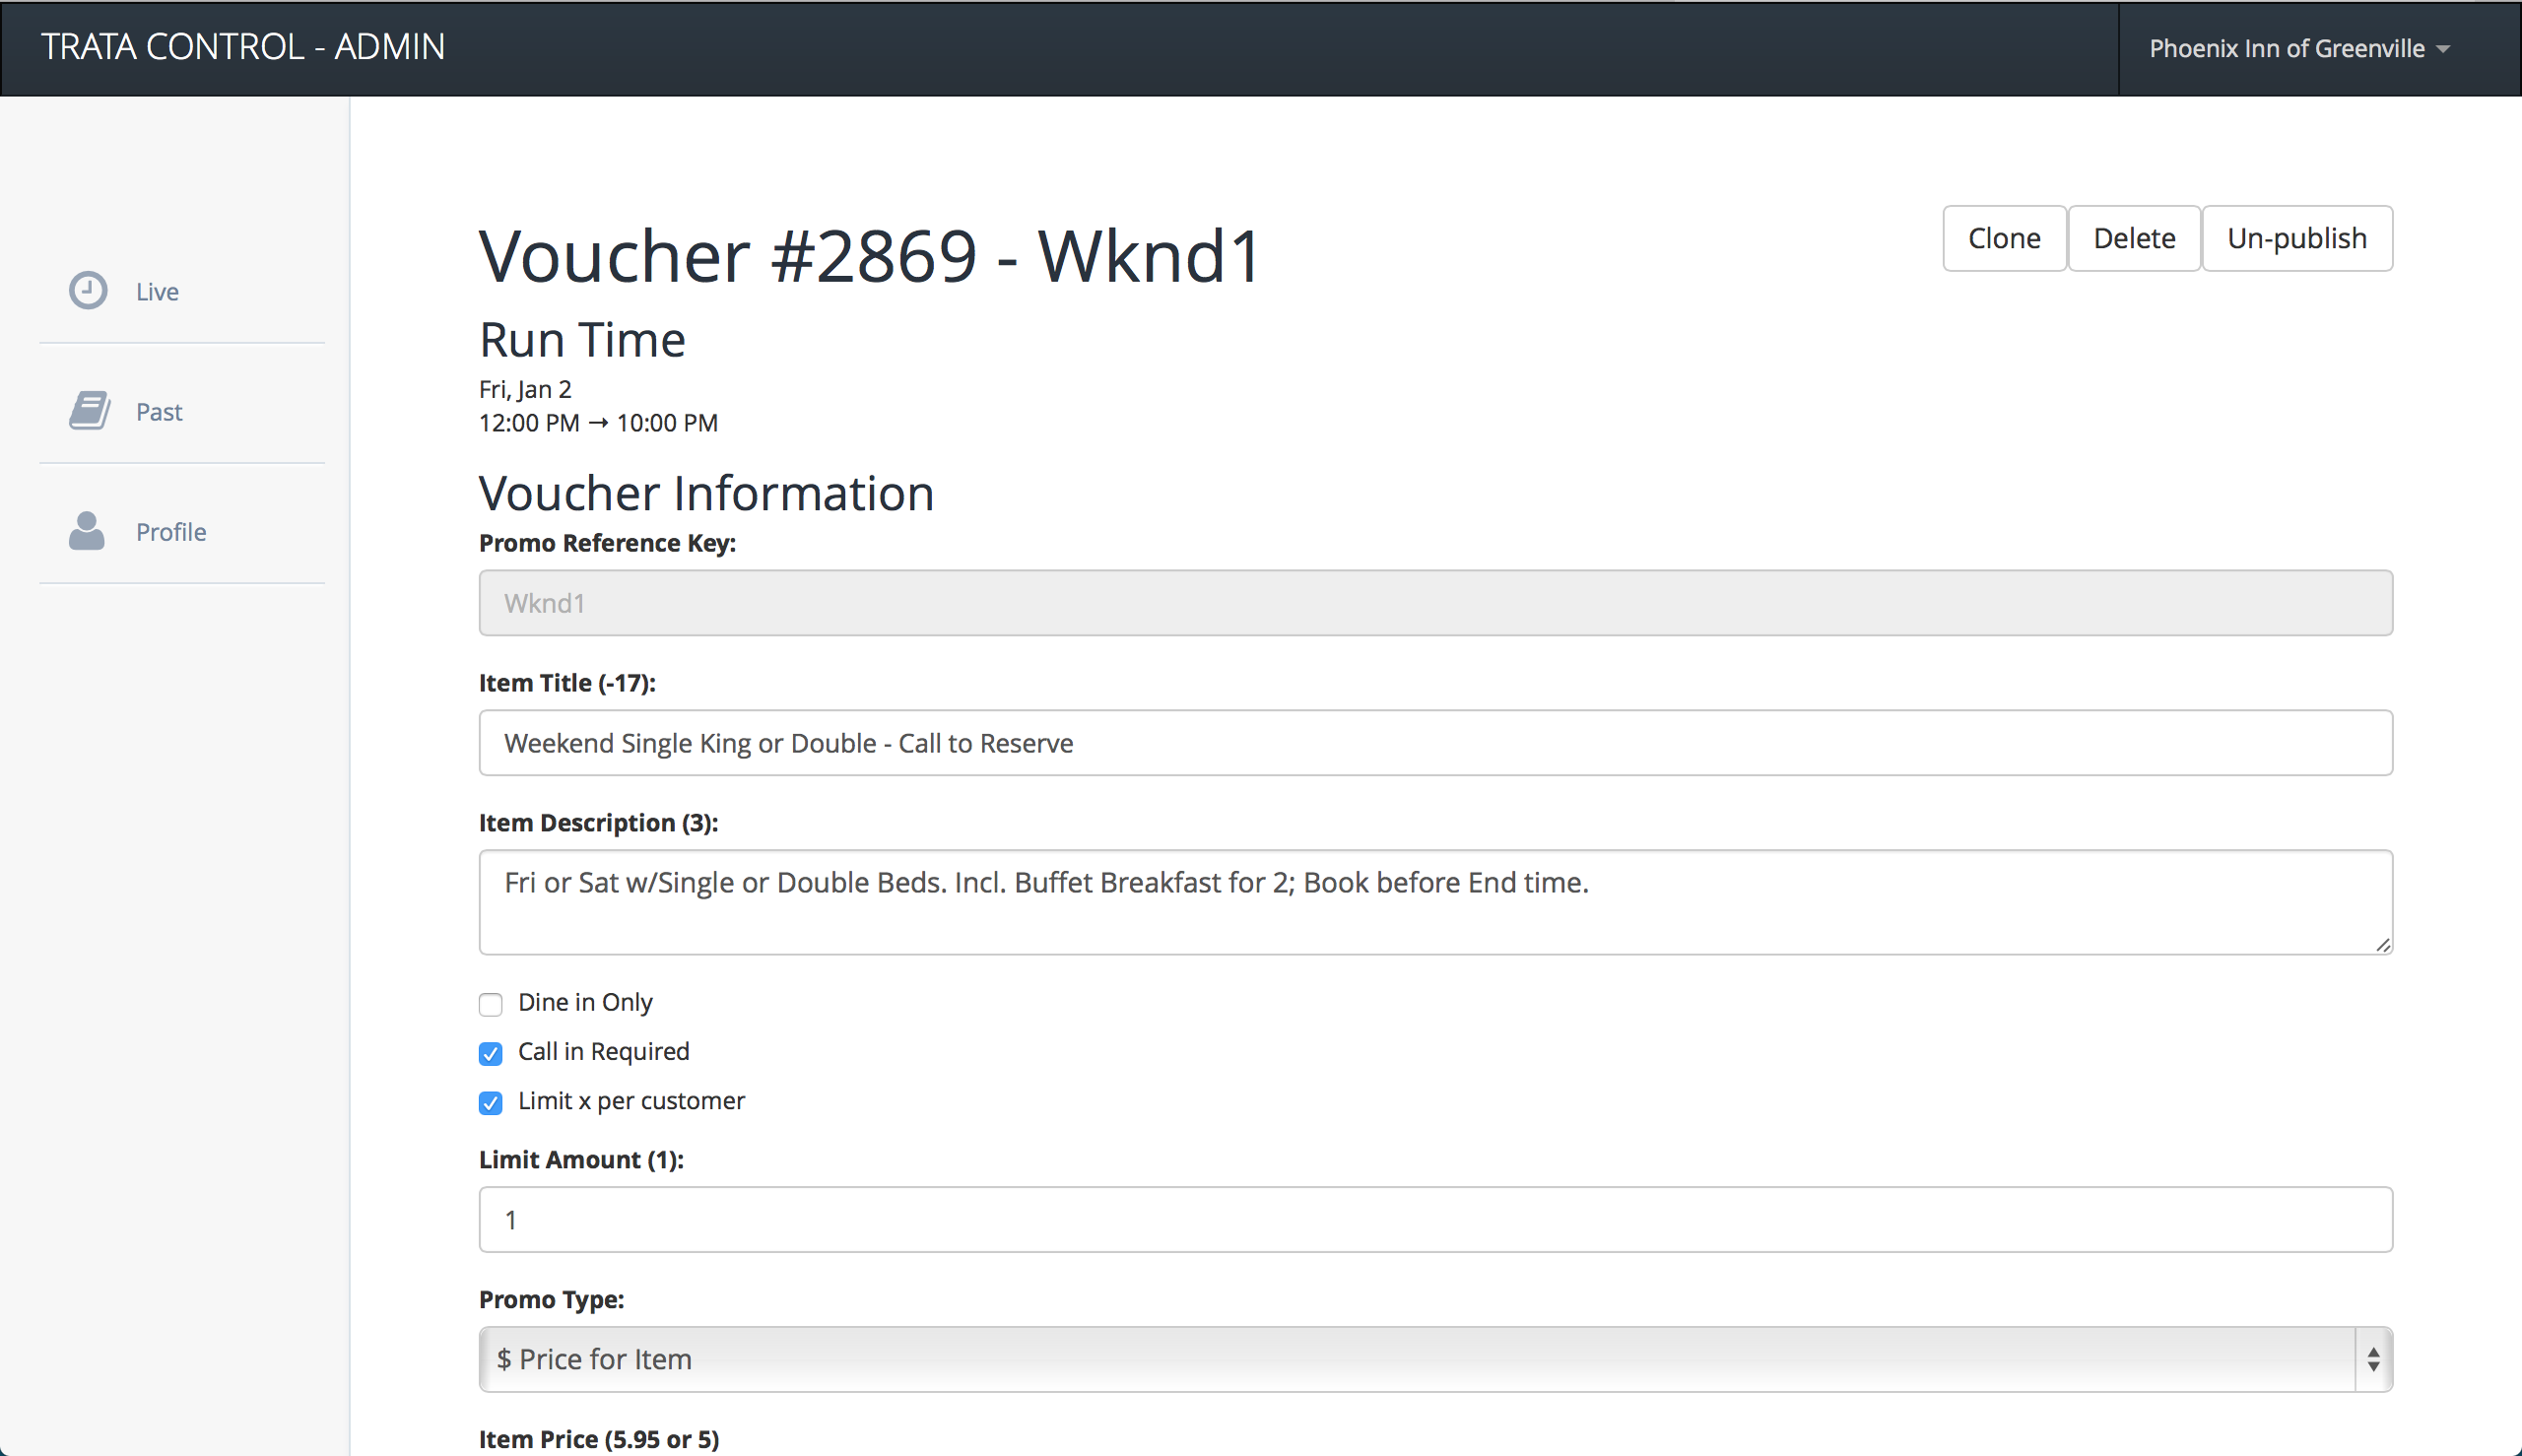 TRATA CONTROL - ADMIN
Phoenix Inn of Greenville
Live
Past
Profile
Voucher #2869 - Wknd1
Clone
Delete
Un-publish
Run Time
Fri, Jan 2
12:00 PM → 10:00 PM
Voucher Information
Promo Reference Key:
Wknd1
Item Title (-17):
Weekend Single King or Double - Call to Reserve
Item Description (3):
Fri or Sat w/Single or Double Beds. Incl. Buffet Breakfast for 2; Book before End time.
Dine in Only
Call in Required
Limit x per customer
Limit Amount (1):
1
Promo Type:
$ Price for Item
Item Price (5.95 or 5)